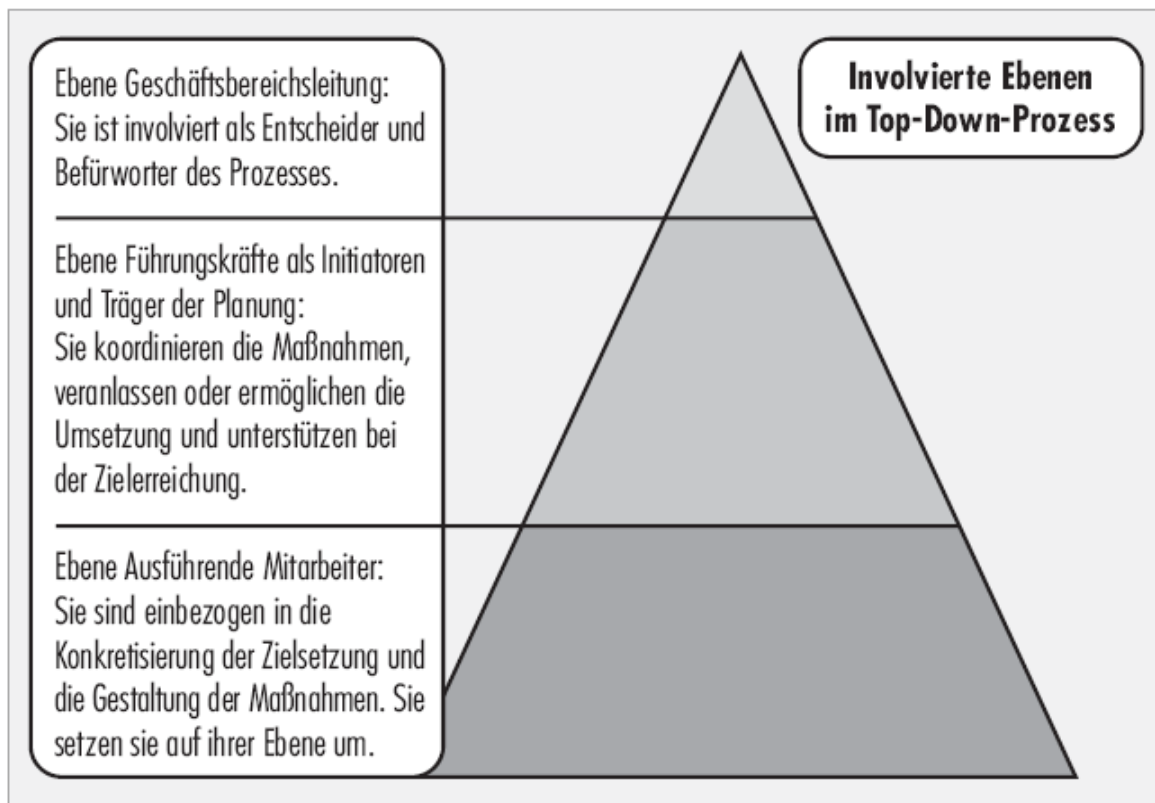 Ebene Geschäftsbereichsleitung:
Sie ist involviert als Entscheider und
Befürworter des Prozesses.
Ebene Führungskräfte als Initiatoren
und Träger der Planung:
Sie koordinieren die Maßnahmen,
veranlassen oder ermöglichen die
Umsetzung und unterstützen bei
der Zielerreichung.
Ebene Ausführende Mitarbeiter:
Sie sind einbezogen in die
Konkretisierung der Zielsetzung und
die Gestaltung der Maßnahmen. Sie
setzen sie auf ihrer Ebene um.
Involvierte Ebenen
im Top-Down-Prozess